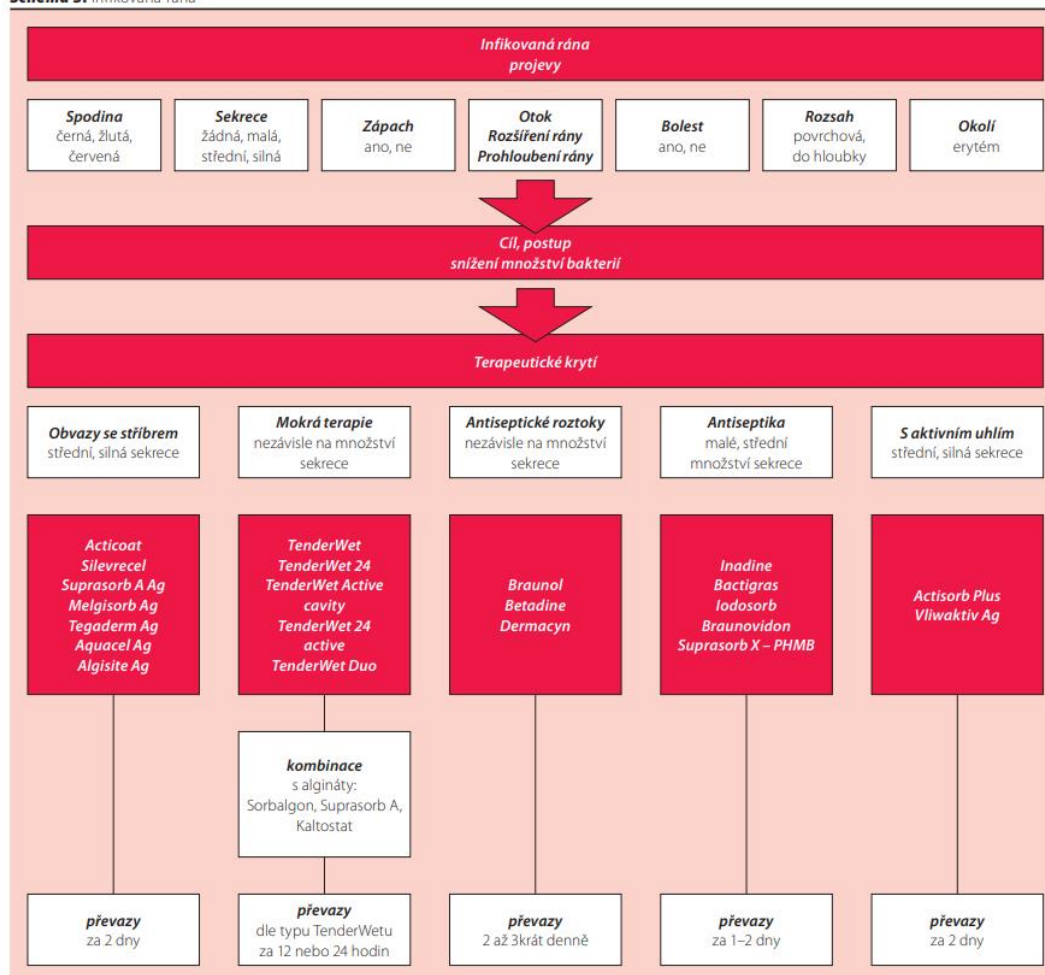 Infikovaná rána
projevy
Spodina
černá, žlutá,
červená
Sekrece
žádná, malá,
střední, silná
Zápach
ano, ne
Otok
Rozšíření rány
Prohloubení rány
Bolest
ano, ne
Rozsah
povrchová,
do hloubky
Okolí
erytém
Cíl, postup
snížení množství bakterií
Terapeutické krytí
Obvazy se stříbrem
střední, silná sekrece
Mokrá terapie
nezávisle na množství
sekrece
Antiseptické roztoky
nezávisle na množství
sekrece
Antiseptika
malé, střední
množství sekrece
S aktivním uhlím
střední, silná sekrece
Acticoat
Silevrecel
Suprasorb A Ag
Melgisorb Ag
Tegaderm Ag
Aquacel Ag
Algisite Ag
TenderWet
TenderWet 24
TenderWet Active
cavity
TenderWet 24
active
TenderWet Duo
Braunol
Betadine
Dermacyn
Inadine
Bactigras
Iodosorb
Braunovidon
Suprasorb X – PHMB
Actisorb Plus
Vliwaktiv Ag
kombinace
s algináty:
Sorbalgon, Suprasorb A,
Kaltostat
převazy
za 2 dny
převazy
dle typu TenderWetu
za 12 nebo 24 hodin
převazy
2 až 3krát denně
převazy
za 1–2 dny
převazy
za 2 dny